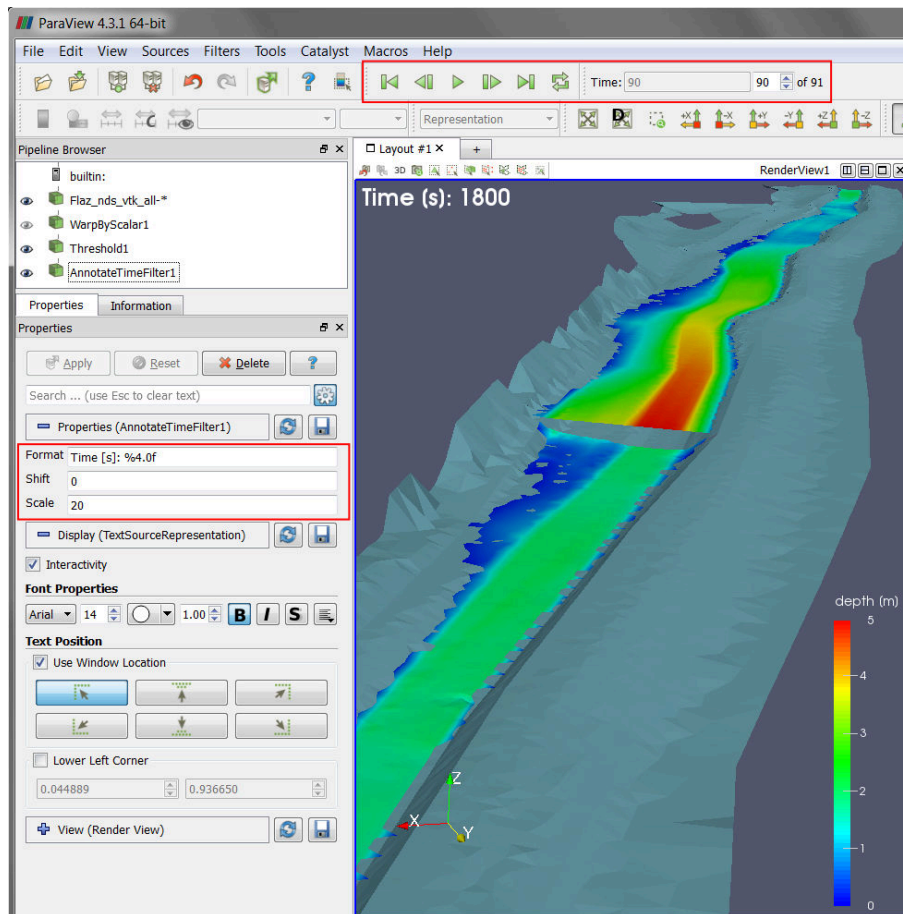 ParaView 4.3.1 64-bit
File Edit View Sources Filters Tools Catalyst Macros Help
Time: 90 90 of 91
Representation
+X -X +Y -Y +Z -Z
Pipeline Browser
Layout #1 +
3D RenderView1
builtin:
Flaz_nds_vtk_all-*
WarpByScalar1
Threshold1
AnnotateTimeFilter1
Time (s): 1800
Properties Information
Properties
Apply Reset Delete ?
Search ... (use Esc to clear text)
Properties (AnnotateTimeFilter1)
Format Time [s]: %4.0f
Shift 0
Scale 20
Display (TextSourceRepresentation)
Interactivity
Font Properties
Arial 14 1.00 B I S
Text Position
Use Window Location
Lower Left Corner
0.044889 0.936650
View (Render View)
depth (m)
5
4
3
2
1
0
Z
X
Y